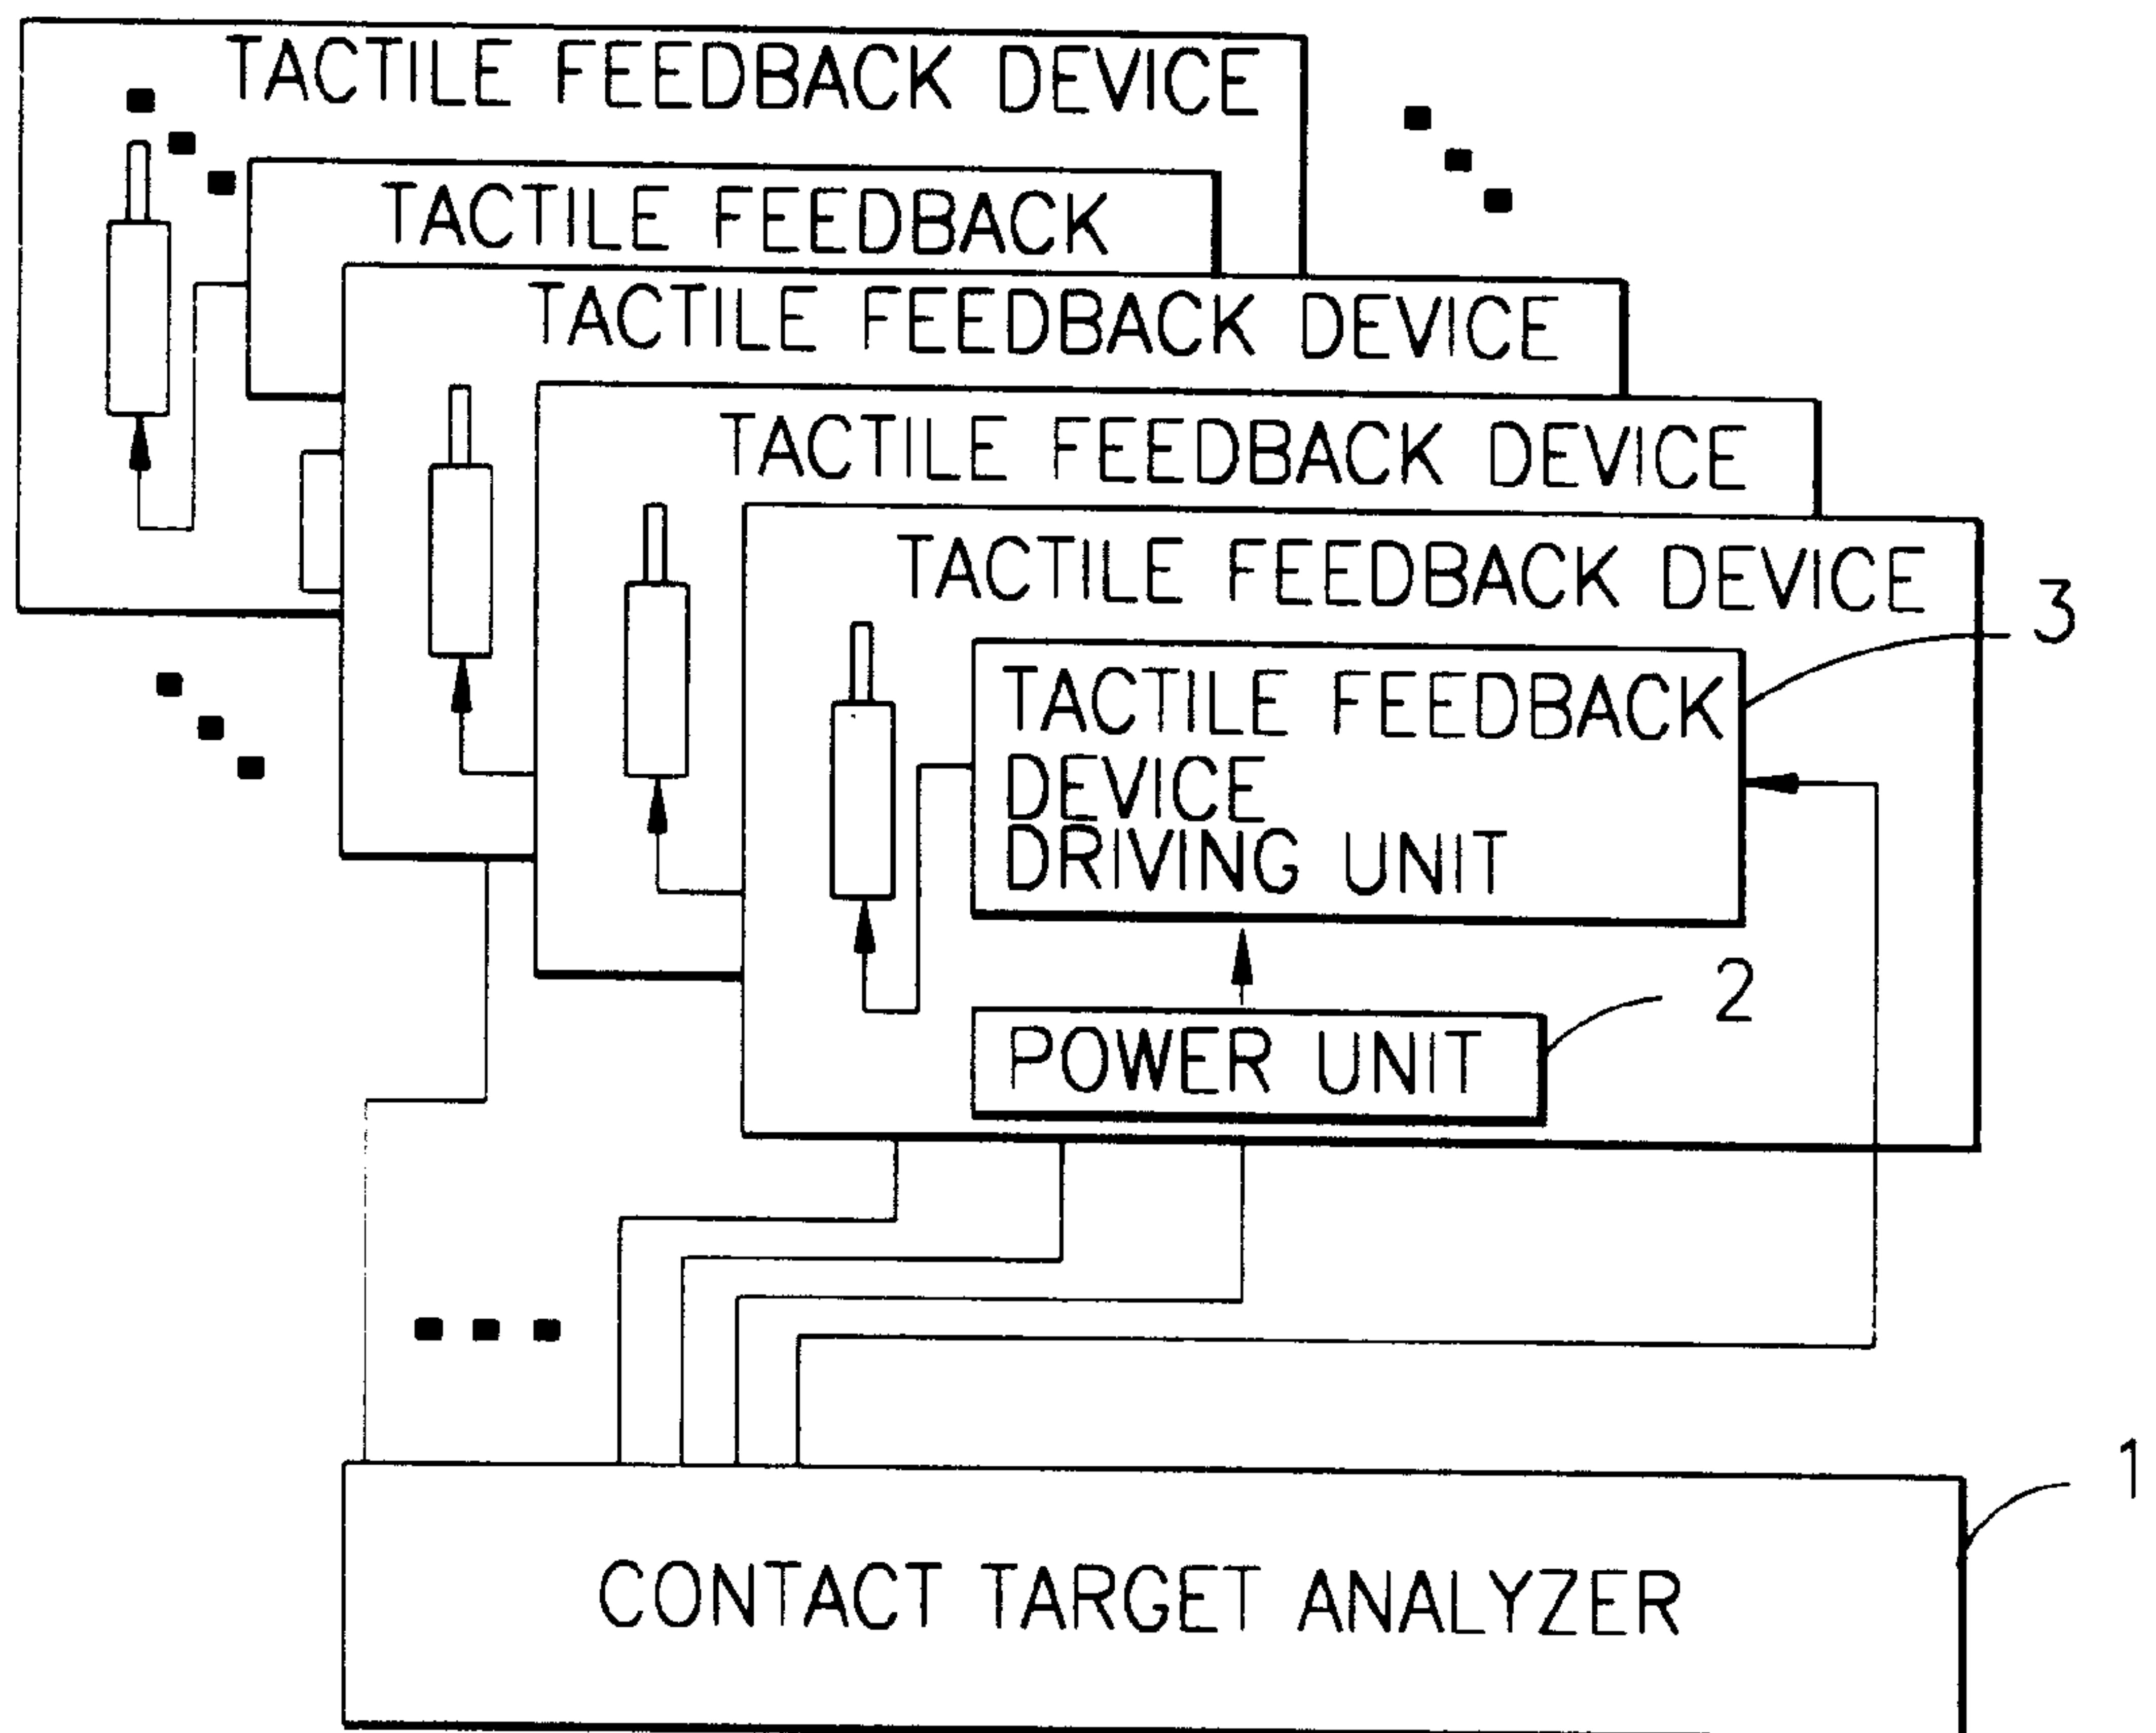 TACTILE FEEDBACK DEVICE
TACTILE FEEDBACK
TACTILE FEEDBACK DEVICE
TACTILE FEEDBACK DEVICE
TACTILE FEEDBACK DEVICE
3
TACTILE FEEDBACK
DEVICE
DRIVING UNIT
2
POWER UNIT
1
CONTACT TARGET ANALYZER